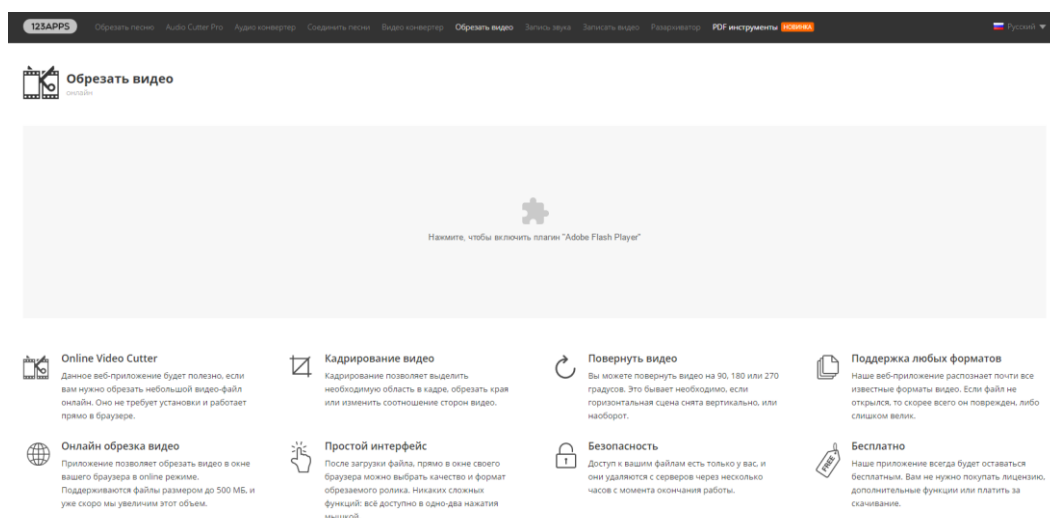 123APPS Обрезать песню Audio Cutter Pro Аудио конвертер Соединить песни Видео конвертер Обрезать видео Запись звука Записать видео Разархиватор PDF инструменты НОВИНКА Русский
Обрезать видео
онлайн
Нажмите, чтобы включить плагин "Adobe Flash Player"
Online Video Cutter
Данное веб-приложение будет полезно, если
вам нужно обрезать небольшой видео-файл
онлайн. Оно не требует установки и работает
прямо в браузере.
Кадрирование видео
Кадрирование позволяет выделить
необходимую область в кадре, обрезать края
или изменить соотношение сторон видео.
Повернуть видео
Вы можете повернуть видео на 90, 180 или 270
градусов. Это бывает необходимо, если
горизонтальная сцена снята вертикально, или
наоборот.
Поддержка любых форматов
Наше веб-приложение распознает почти все
известные форматы видео. Если файл не
открылся, то скорее всего он поврежден, либо
слишком велик.
Онлайн обрезка видео
Приложение позволяет обрезать видео в окне
вашего браузера в online режиме.
Поддерживаются файлы размером до 500 МБ, и
уже скоро мы увеличим этот объем.
Простой интерфейс
После загрузки файла, прямо в окне своего
браузера можно выбрать качество и формат
обрезаемого ролика. Никаких сложных
функций: всё доступно в одно-два нажатия
мышкой.
Безопасность
Доступ к вашим файлам есть только у вас, и
они удаляются с серверов через несколько
часов с момента окончания работы.
FREE
Бесплатно
Наше приложение всегда будет оставаться
бесплатным. Вам не нужно покупать лицензию,
дополнительные функции или платить за
скачивание.